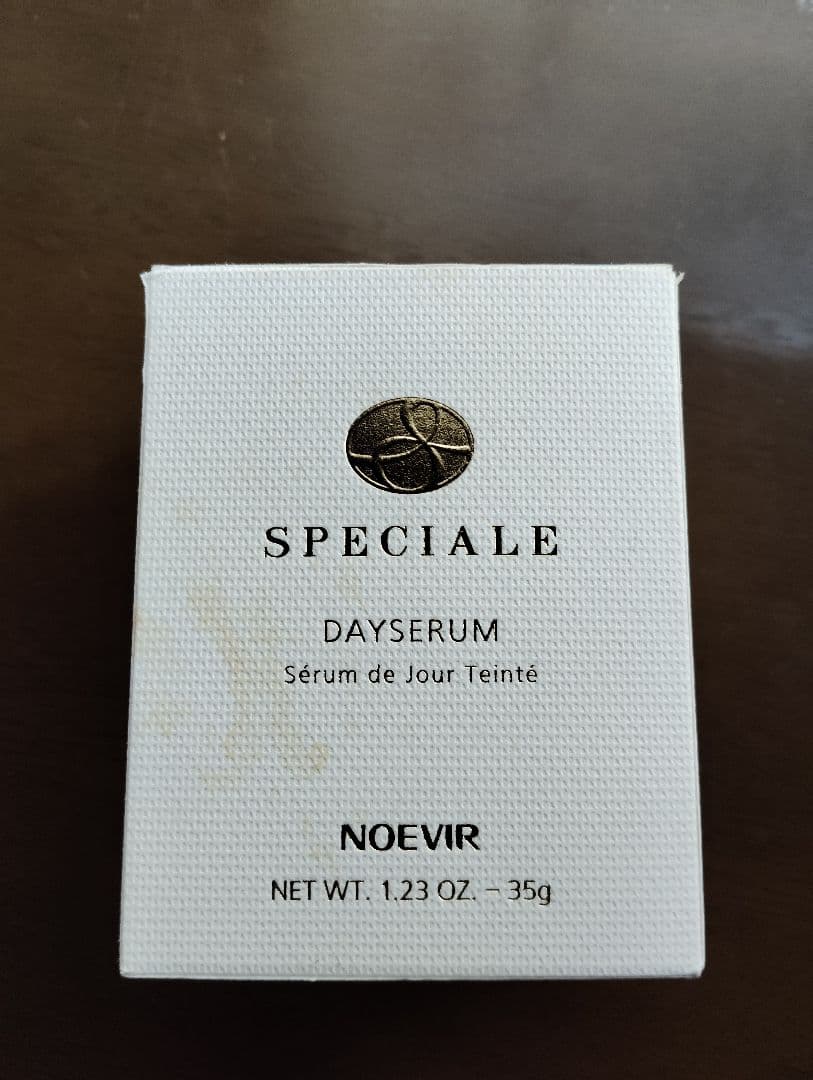 SPECIALE
DAYSERUM
Sérum de Jour Teinté
NOEVIR
NET WT. 1.23 OZ. – 35g